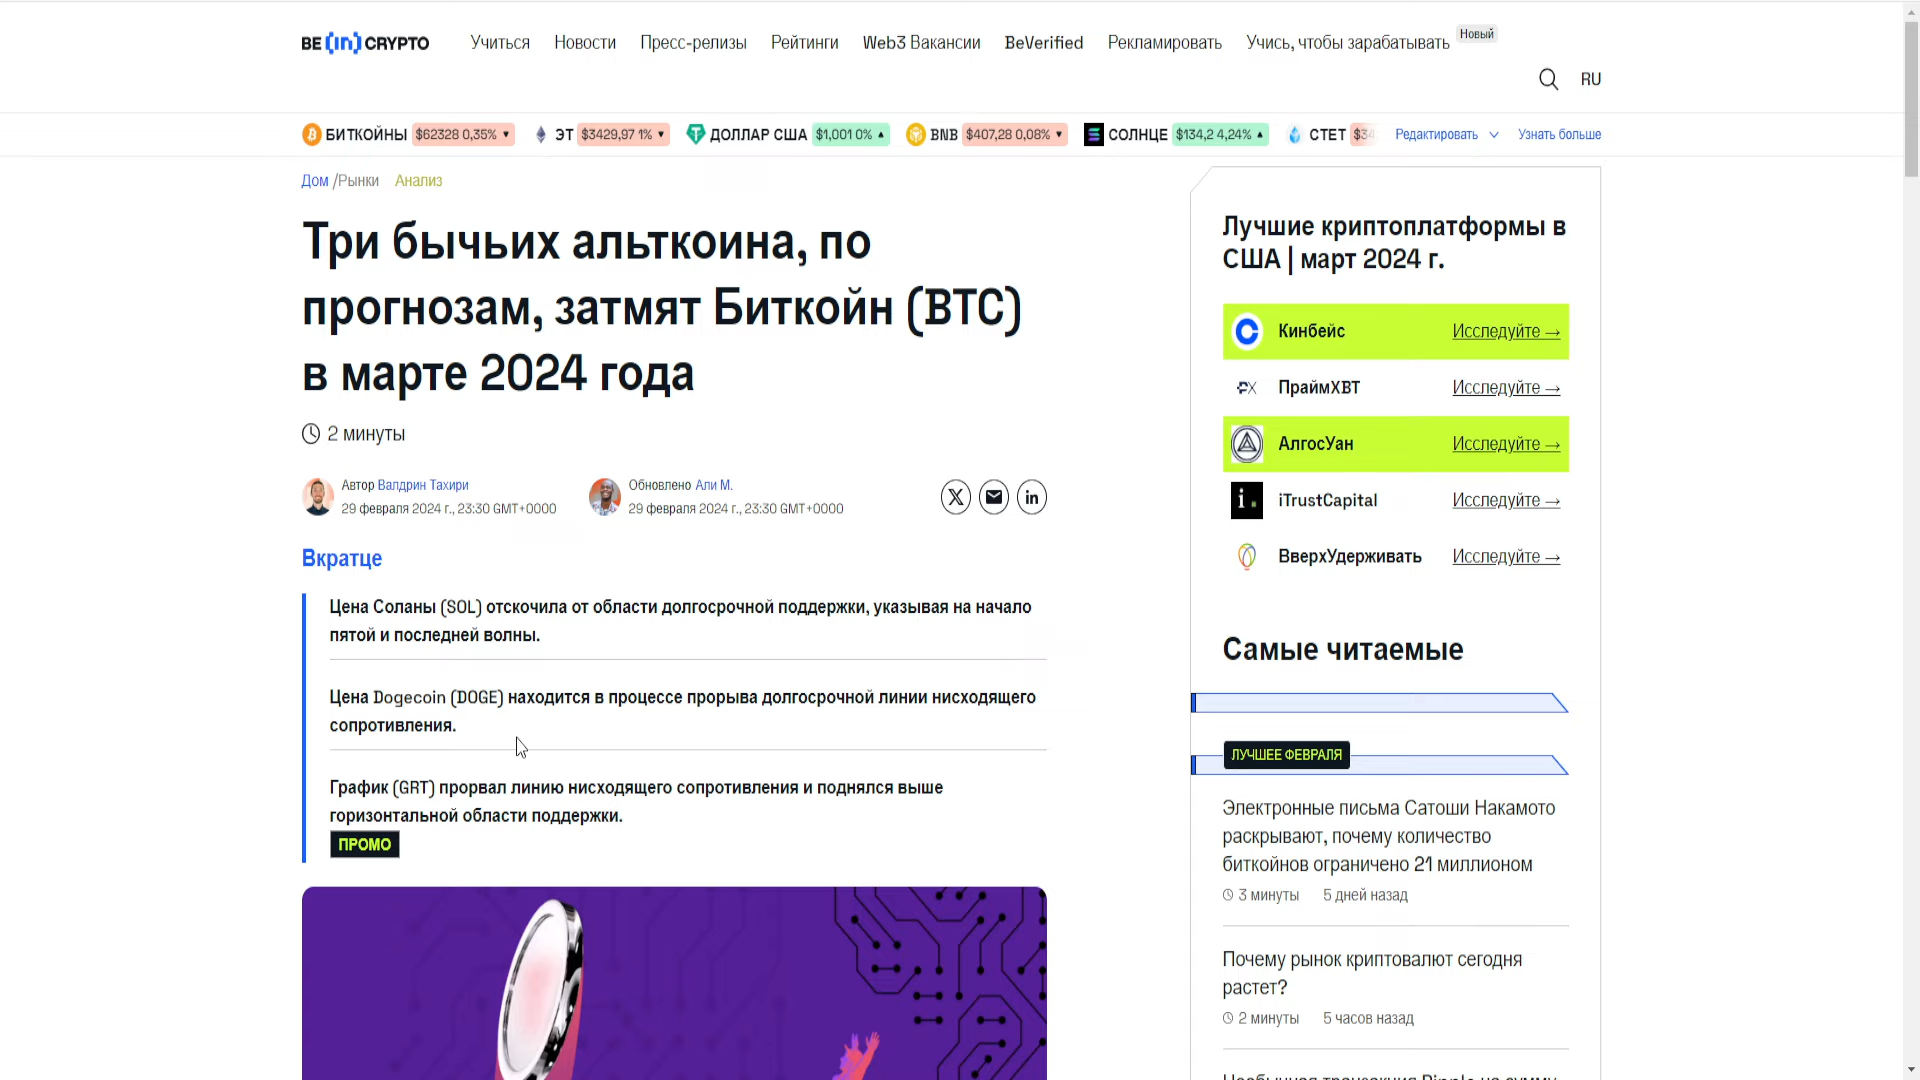 BE[in]CRYPTO
Учиться Новости Пресс-релизы Рейтинги Web3 Вакансии BeVerified Рекламировать Учись, чтобы зарабатывать Новый
RU
БИТКОЙНЫ $62328 0,35% ▼ ЭТ $3429,97 1% ▼ ДОЛЛАР США $1,001 0% ▲ BNB $407,28 0,08% ▼ СОЛНЦЕ $134,2 4,24% ▲ СТЕТ $34 Редактировать Узнать больше
Дом /Рынки Анализ
Три бычьих альткоина, по
прогнозам, затмят Биткойн (BTC)
в марте 2024 года
2 минуты
Автор Валдрин Тахири
29 февраля 2024 г., 23:30 GMT+0000
Обновлено Али М.
29 февраля 2024 г., 23:30 GMT+0000
Вкратце
Цена Соланы (SOL) отскочила от области долгосрочной поддержки, указывая на начало
пятой и последней волны.
Цена Dogecoin (DOGE) находится в процессе прорыва долгосрочной линии нисходящего
сопротивления.
График (GRT) прорвал линию нисходящего сопротивления и поднялся выше
горизонтальной области поддержки.
ПРОМО
Лучшие криптоплатформы в
США | март 2024 г.
Кинбейс Исследуйте →
ПраймХВТ Исследуйте →
АлгосУан Исследуйте →
iTrustCapital Исследуйте →
ВверхУдерживать Исследуйте →
Самые читаемые
ЛУЧШЕЕ ФЕВРАЛЯ
Электронные письма Сатоши Накамото
раскрывают, почему количество
биткойнов ограничено 21 миллионом
3 минуты 5 дней назад
Почему рынок криптовалют сегодня
растет?
2 минуты 5 часов назад